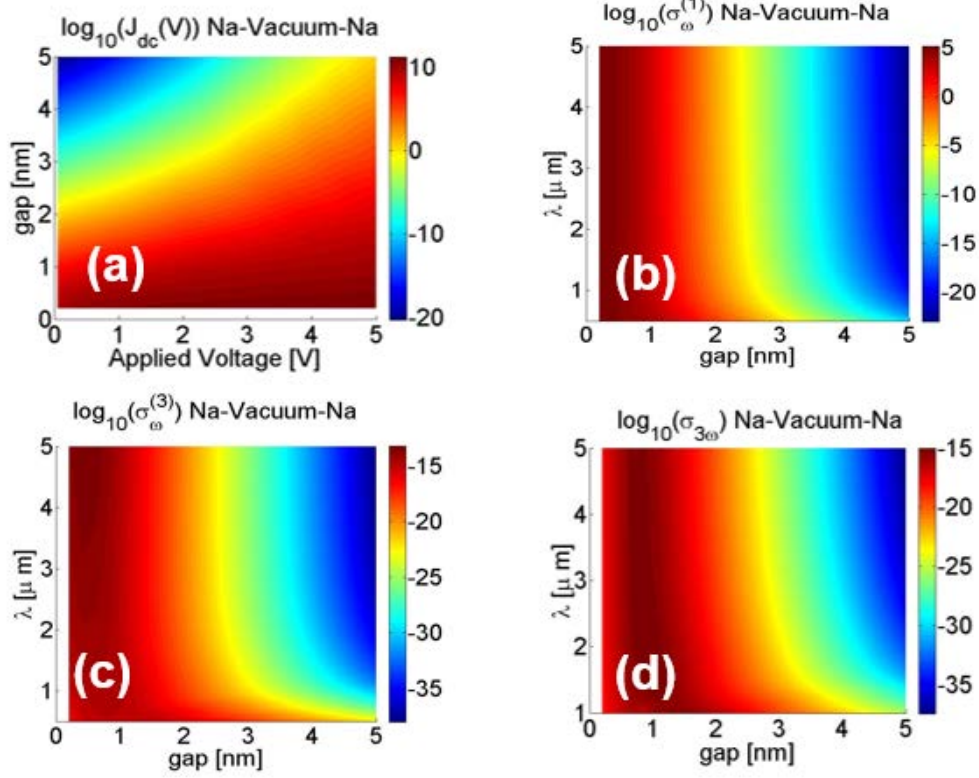 log10(Jdc(V)) Na-Vacuum-Na
5
4
3
2
1
0
gap [nm]
(a)
0 1 2 3 4 5
Applied Voltage [V]
10
0
-10
-20
log10(σω(1)) Na-Vacuum-Na
5
4
3
2
1
λ [μ m]
(b)
0 1 2 3 4 5
gap [nm]
5
0
-5
-10
-15
-20
log10(σω(3)) Na-Vacuum-Na
5
4
3
2
1
λ [μ m]
(c)
0 1 2 3 4 5
gap [nm]
-15
-20
-25
-30
-35
log10(σ3ω) Na-Vacuum-Na
5
4
3
2
1
λ [μ m]
(d)
0 1 2 3 4 5
gap [nm]
-15
-20
-25
-30
-35